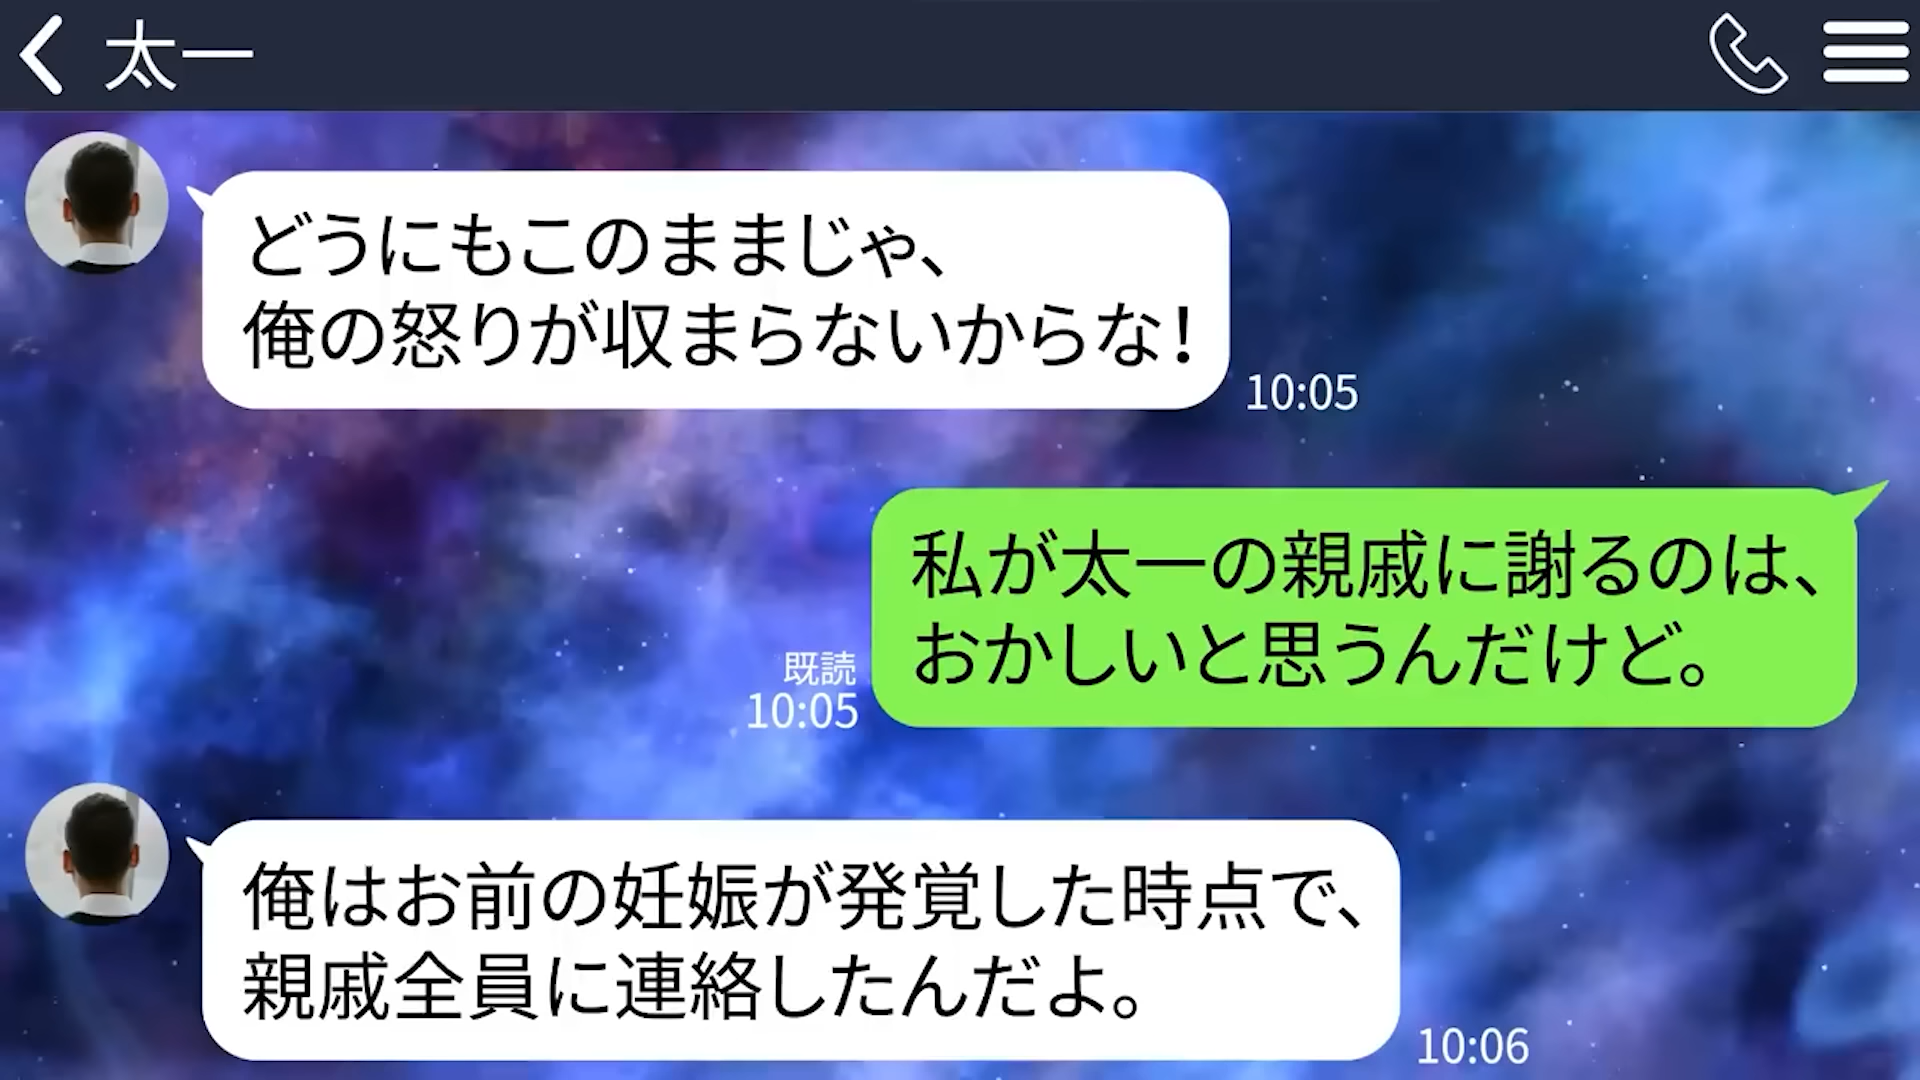 太一
どうにもこのままじゃ、
俺の怒りが収まらないからな！
10:05
私が太一の親戚に謝るのは、
おかしいと思うんだけど。
既読
10:05
俺はお前の妊娠が発覚した時点で、
親戚全員に連絡したんだよ。
10:06